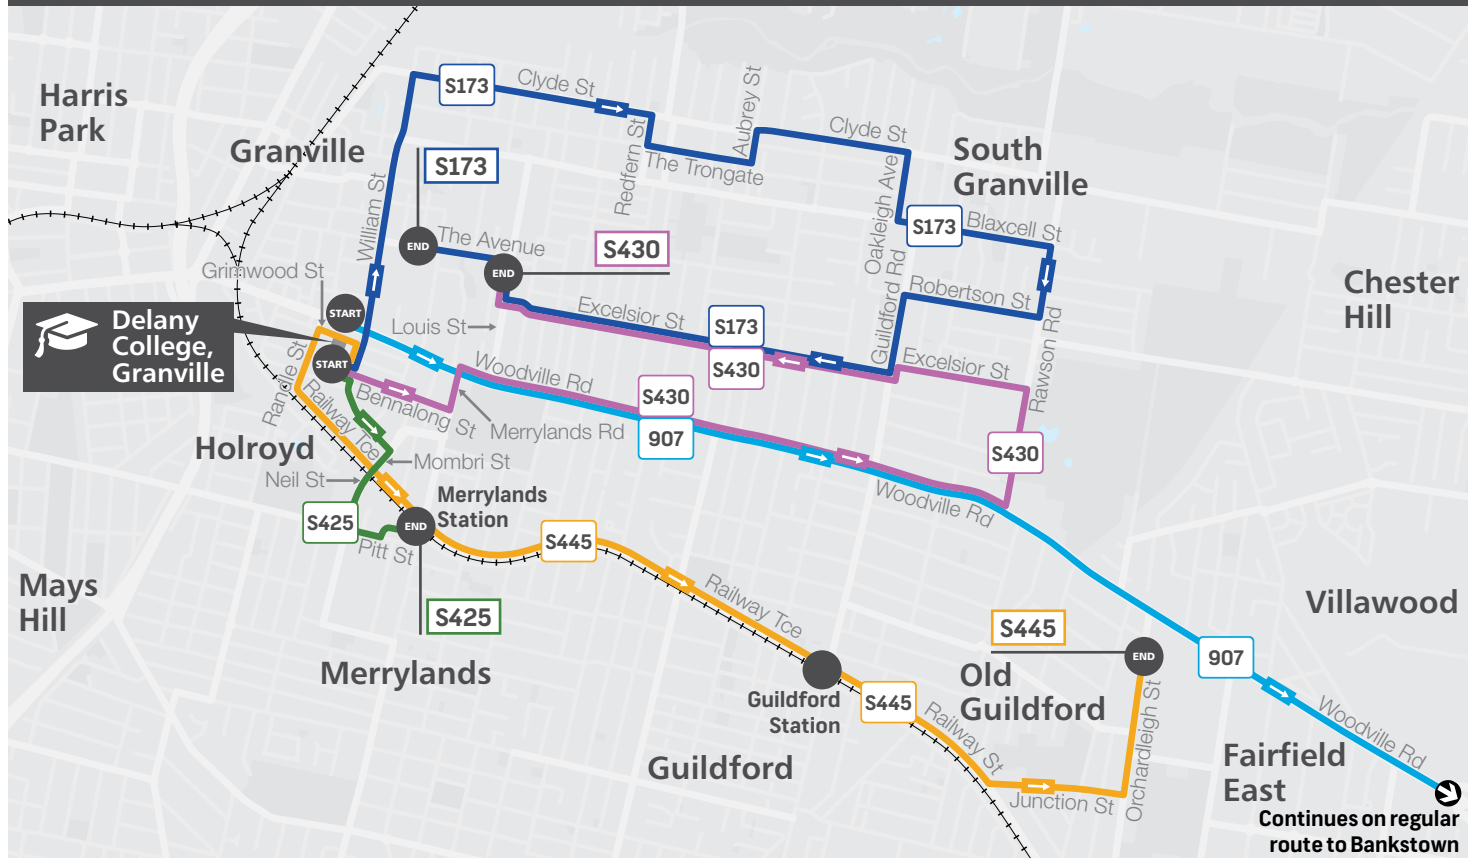 Harris
Park
Granville
S173
Clyde St
Redfern St
The Trongate
Aubrey St
Clyde St
South
Granville
Oakleigh Ave
S173
Blaxcell St
Chester
Hill
S173
William St
END
The Avenue
S430
END
Grimwood St
START
Delany
College,
Granville
START
Louis St
Excelsior St
S173
S430
Guildford Rd
Robertson St
Rawson Rd
Excelsior St
Randle St
Railway Tce
Bennalong St
Woodville Rd
Merrylands Rd
S430
907
S430
Woodville Rd
Holroyd
Mombri St
Neil St
Merrylands
Station
S425
END
Pitt St
S445
Mays
Hill
S425
Merrylands
Railway Tce
S445
END
Villawood
907
Guildford
Station
S445
Old
Guildford
Railway St
Orchardleigh St
Junction St
Guildford
Woodville Rd
Fairfield
East
Continues on regular
route to Bankstown